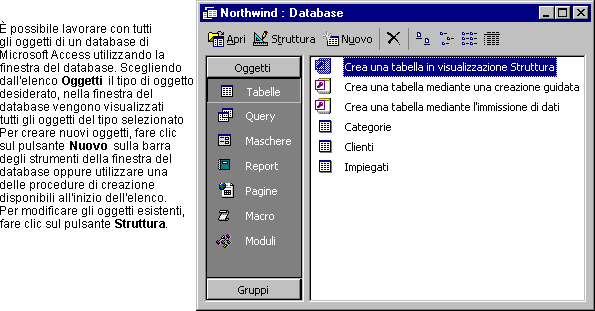 È possibile lavorare con tutti
gli oggetti di un database di
Microsoft Access utilizzando la
finestra del database. Scegliendo
dall'elenco Oggetti il tipo di oggetto
desiderato, nella finestra del
database vengono visualizzati
tutti gli oggetti del tipo selezionato
Per creare nuovi oggetti, fare clic
sul pulsante Nuovo sulla barra
degli strumenti della finestra del
database oppure utilizzare una
delle procedure di creazione
disponibili all'inizio dell'elenco.
Per modificare gli oggetti esistenti,
fare clic sul pulsante Struttura.
Northwind : Database
Apri Struttura Nuovo
Oggetti
Tabelle
Query
Maschere
Report
Pagine
Macro
Moduli
Gruppi
Crea una tabella in visualizzazione Struttura
Crea una tabella mediante una creazione guidata
Crea una tabella mediante l'immissione di dati
Categorie
Clienti
Impiegati